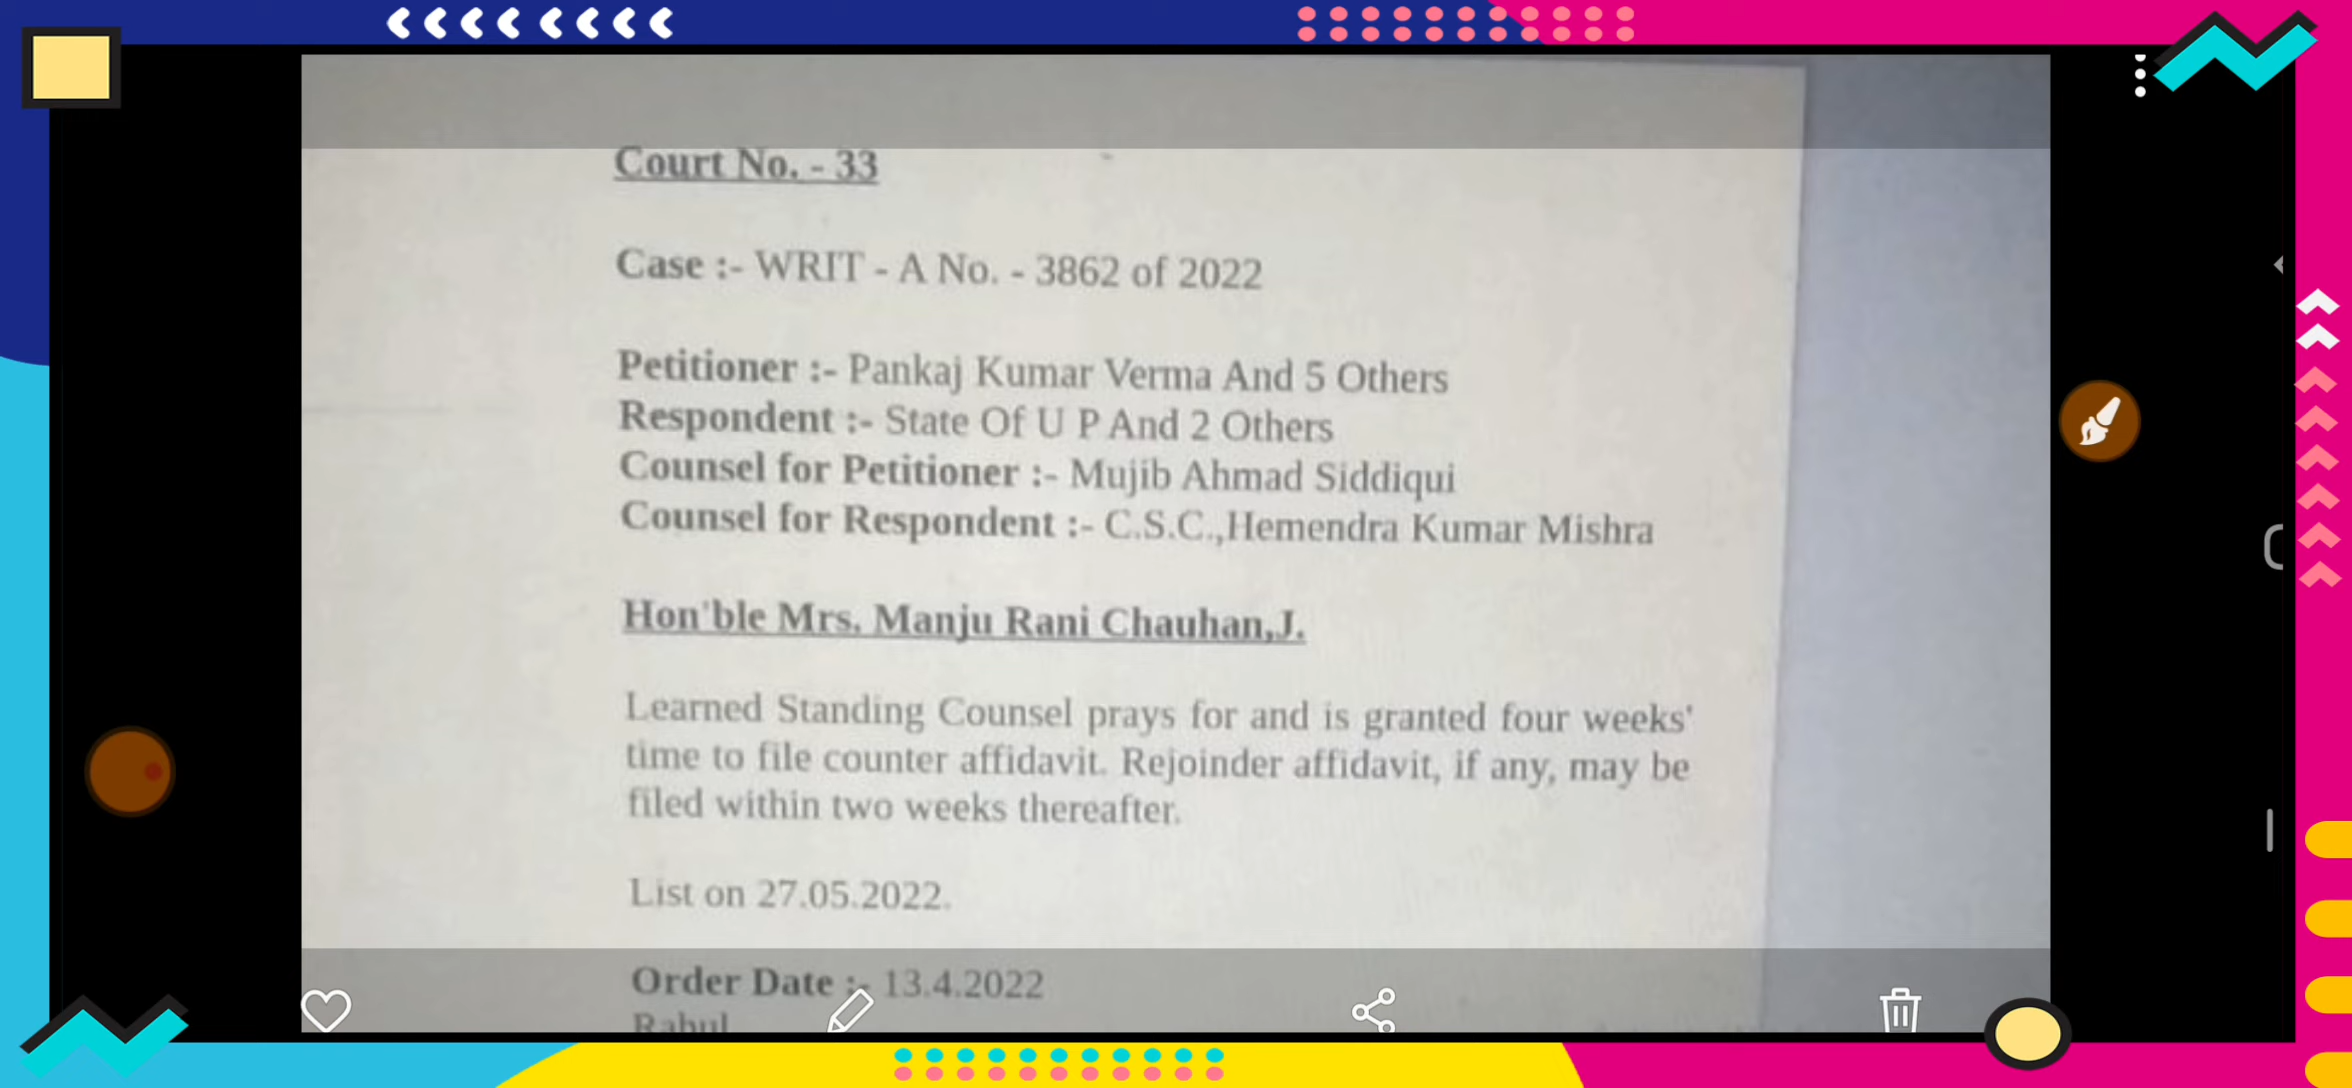 Court No. - 33
Case :- WRIT - A No. - 3862 of 2022
Petitioner :- Pankaj Kumar Verma And 5 Others
Respondent :- State Of U P And 2 Others
Counsel for Petitioner :- Mujib Ahmad Siddiqui
Counsel for Respondent :- C.S.C.,Hemendra Kumar Mishra
Hon'ble Mrs. Manju Rani Chauhan,J.
Learned Standing Counsel prays for and is granted four weeks'
time to file counter affidavit. Rejoinder affidavit, if any, may be
filed within two weeks thereafter.
List on 27.05.2022.
Order Date :- 13.4.2022
Rahul